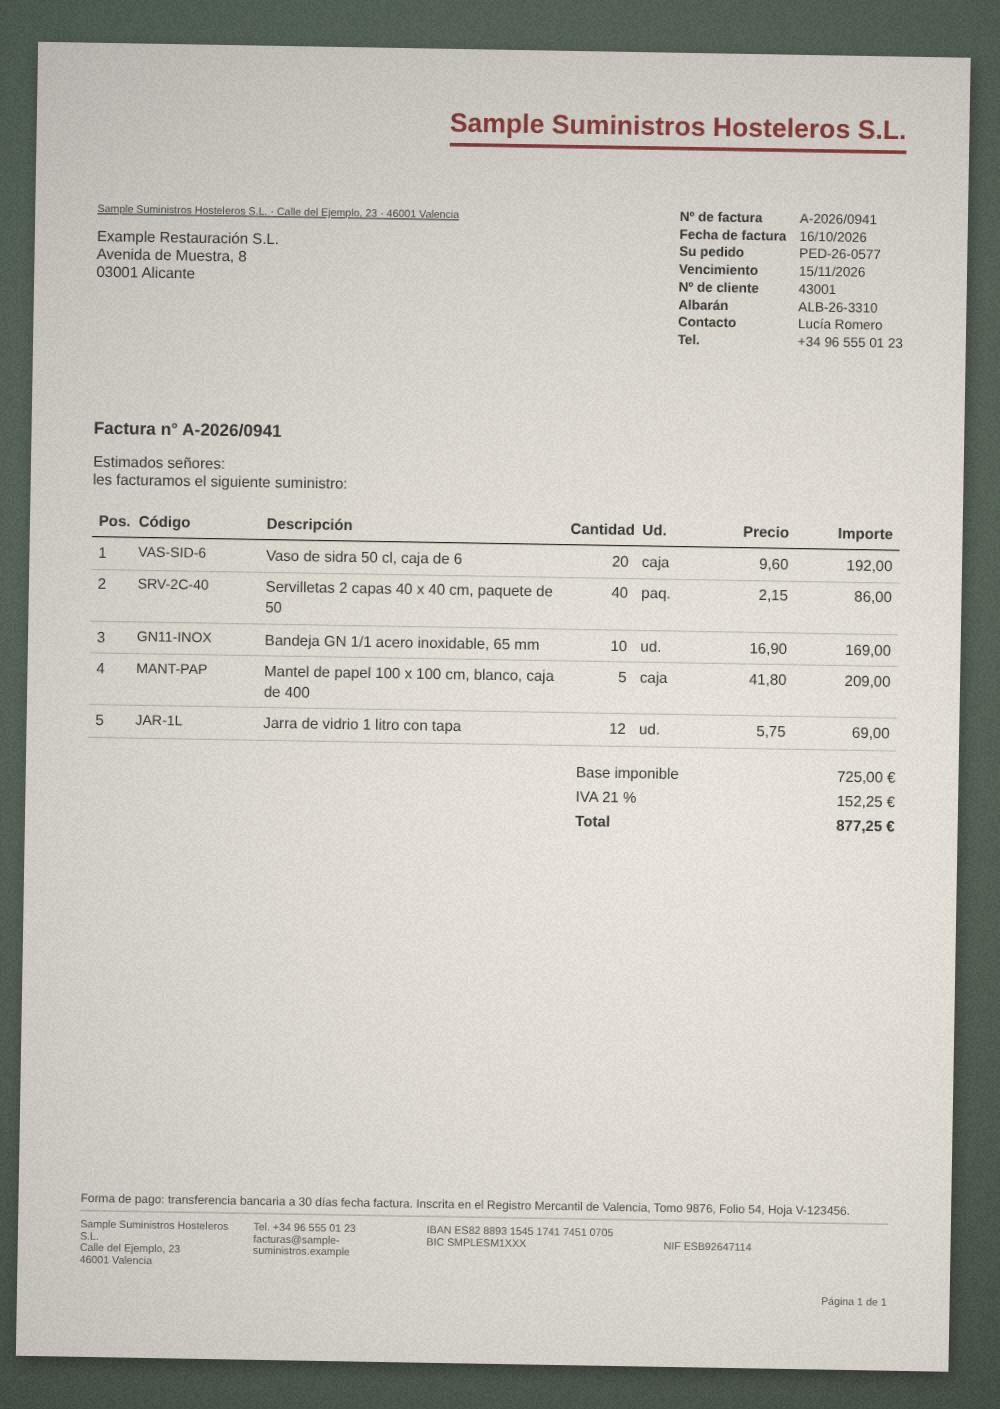 Sample Suministros Hosteleros S.L.
Sample Suministros Hosteleros S.L. · Calle del Ejemplo, 23 · 46001 Valencia
Example Restauración S.L.
Avenida de Muestra, 8
03001 Alicante
Nº de factura A-2026/0941
Fecha de factura 16/10/2026
Su pedido PED-26-0577
Vencimiento 15/11/2026
Nº de cliente 43001
Albarán ALB-26-3310
Contacto Lucía Romero
Tel. +34 96 555 01 23
Factura n° A-2026/0941
Estimados señores:
les facturamos el siguiente suministro:
Pos. Código Descripción Cantidad Ud. Precio Importe
1 VAS-SID-6 Vaso de sidra 50 cl, caja de 6 20 caja 9,60 192,00
2 SRV-2C-40 Servilletas 2 capas 40 x 40 cm, paquete de 40 paq. 2,15 86,00
50
3 GN11-INOX Bandeja GN 1/1 acero inoxidable, 65 mm 10 ud. 16,90 169,00
4 MANT-PAP Mantel de papel 100 x 100 cm, blanco, caja 5 caja 41,80 209,00
de 400
5 JAR-1L Jarra de vidrio 1 litro con tapa 12 ud. 5,75 69,00
Base imponible 725,00 €
IVA 21 % 152,25 €
Total 877,25 €
Forma de pago: transferencia bancaria a 30 días fecha factura. Inscrita en el Registro Mercantil de Valencia, Tomo 9876, Folio 54, Hoja V-123456.
Sample Suministros Hosteleros
S.L.
Calle del Ejemplo, 23
46001 Valencia
Tel. +34 96 555 01 23
facturas@sample-
suministros.example
IBAN ES82 8893 1545 1741 7451 0705
BIC SMPLESM1XXX
NIF ESB92647114
Página 1 de 1